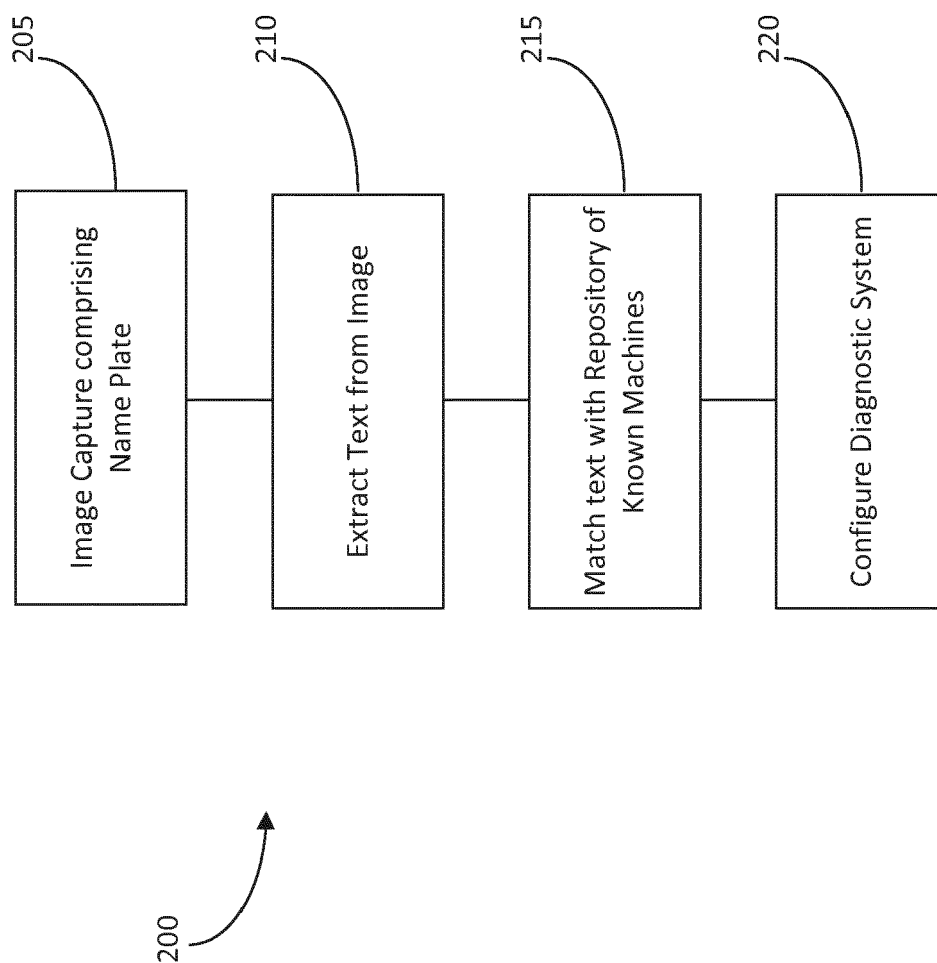 200
205
Image Capture comprising
Name Plate
210
Extract Text from Image
215
Match text with Repository of
Known Machines
220
Configure Diagnostic System